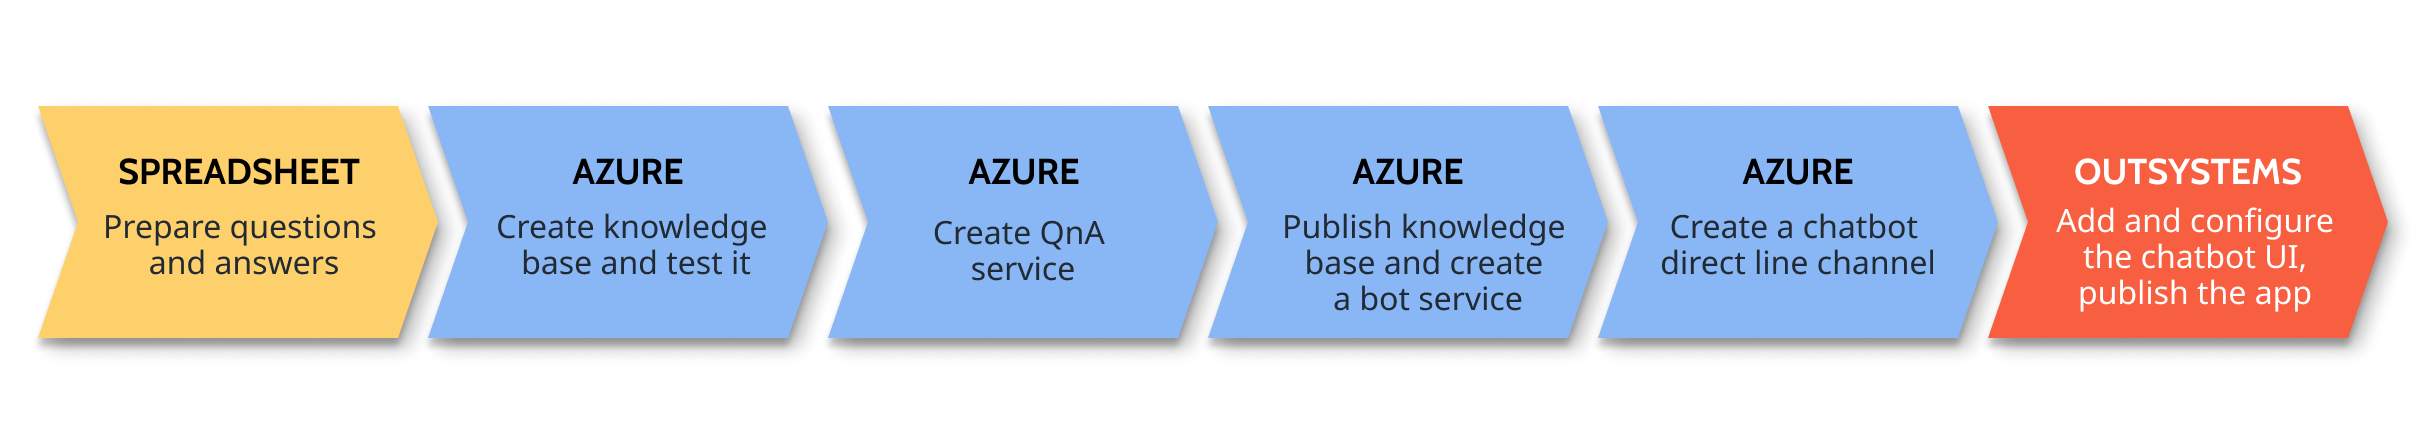 SPREADSHEET
Prepare questions
and answers
AZURE
Create knowledge
base and test it
AZURE
Create QnA
service
AZURE
Publish knowledge
base and create
a bot service
AZURE
Create a chatbot
direct line channel
OUTSYSTEMS
Add and configure
the chatbot UI,
publish the app